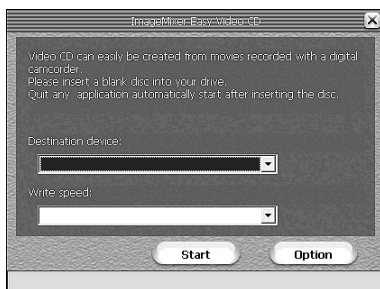 ImageMixer Easy Video CD
Video CD can easily be created from movies recorded with a digital
camcorder.
Please insert a blank disc into your drive.
Quit any application automatically start after inserting the disc.
Destination device:
Write speed:
Start
Option